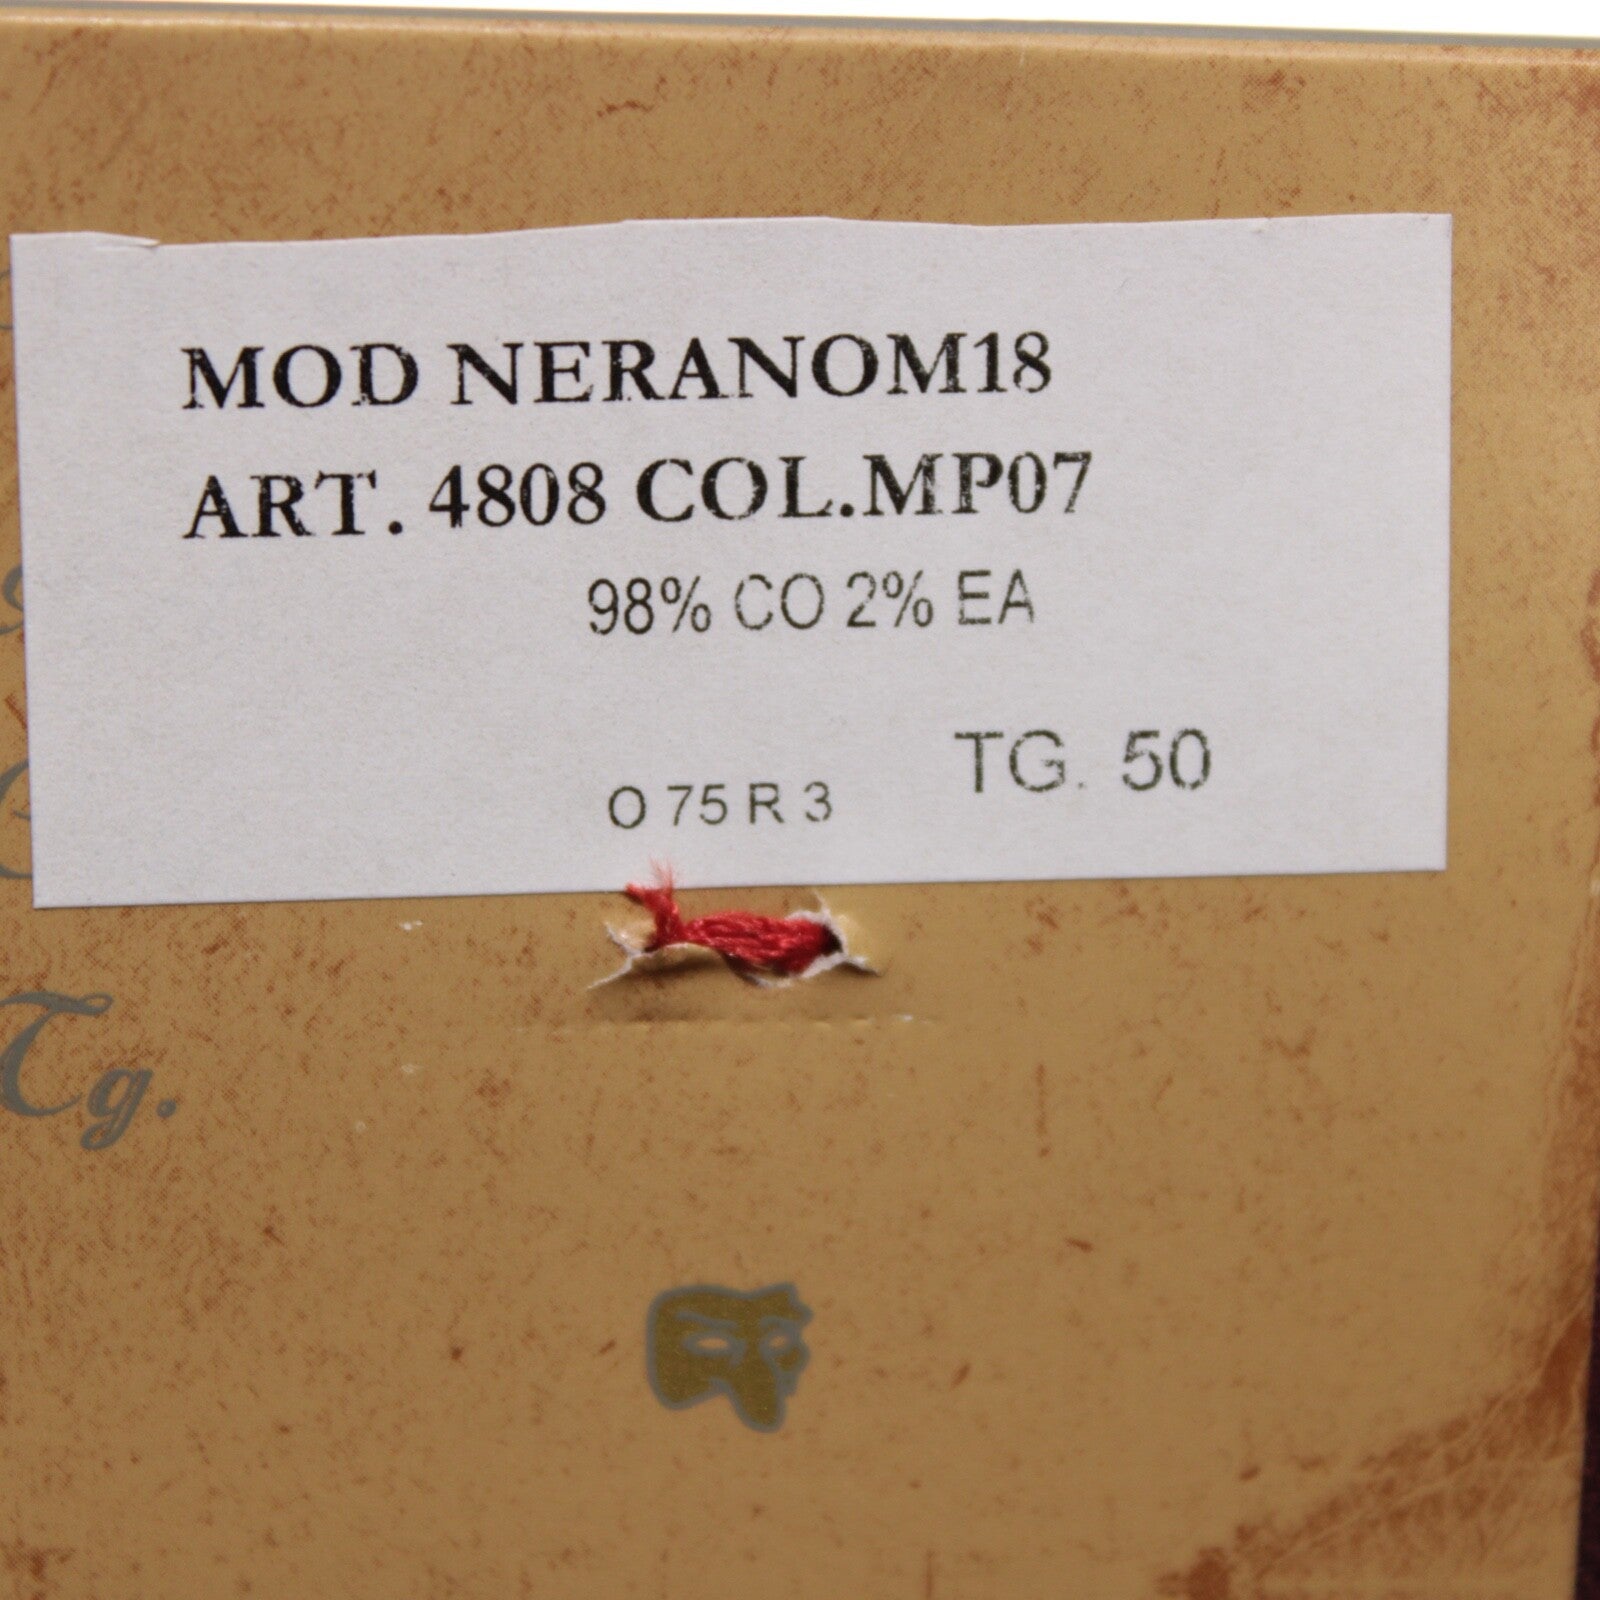 MOD NERANOM18
ART. 4808 COL.MP07
98% CO 2% EA
TG. 50
O 75 R 3
Tg.